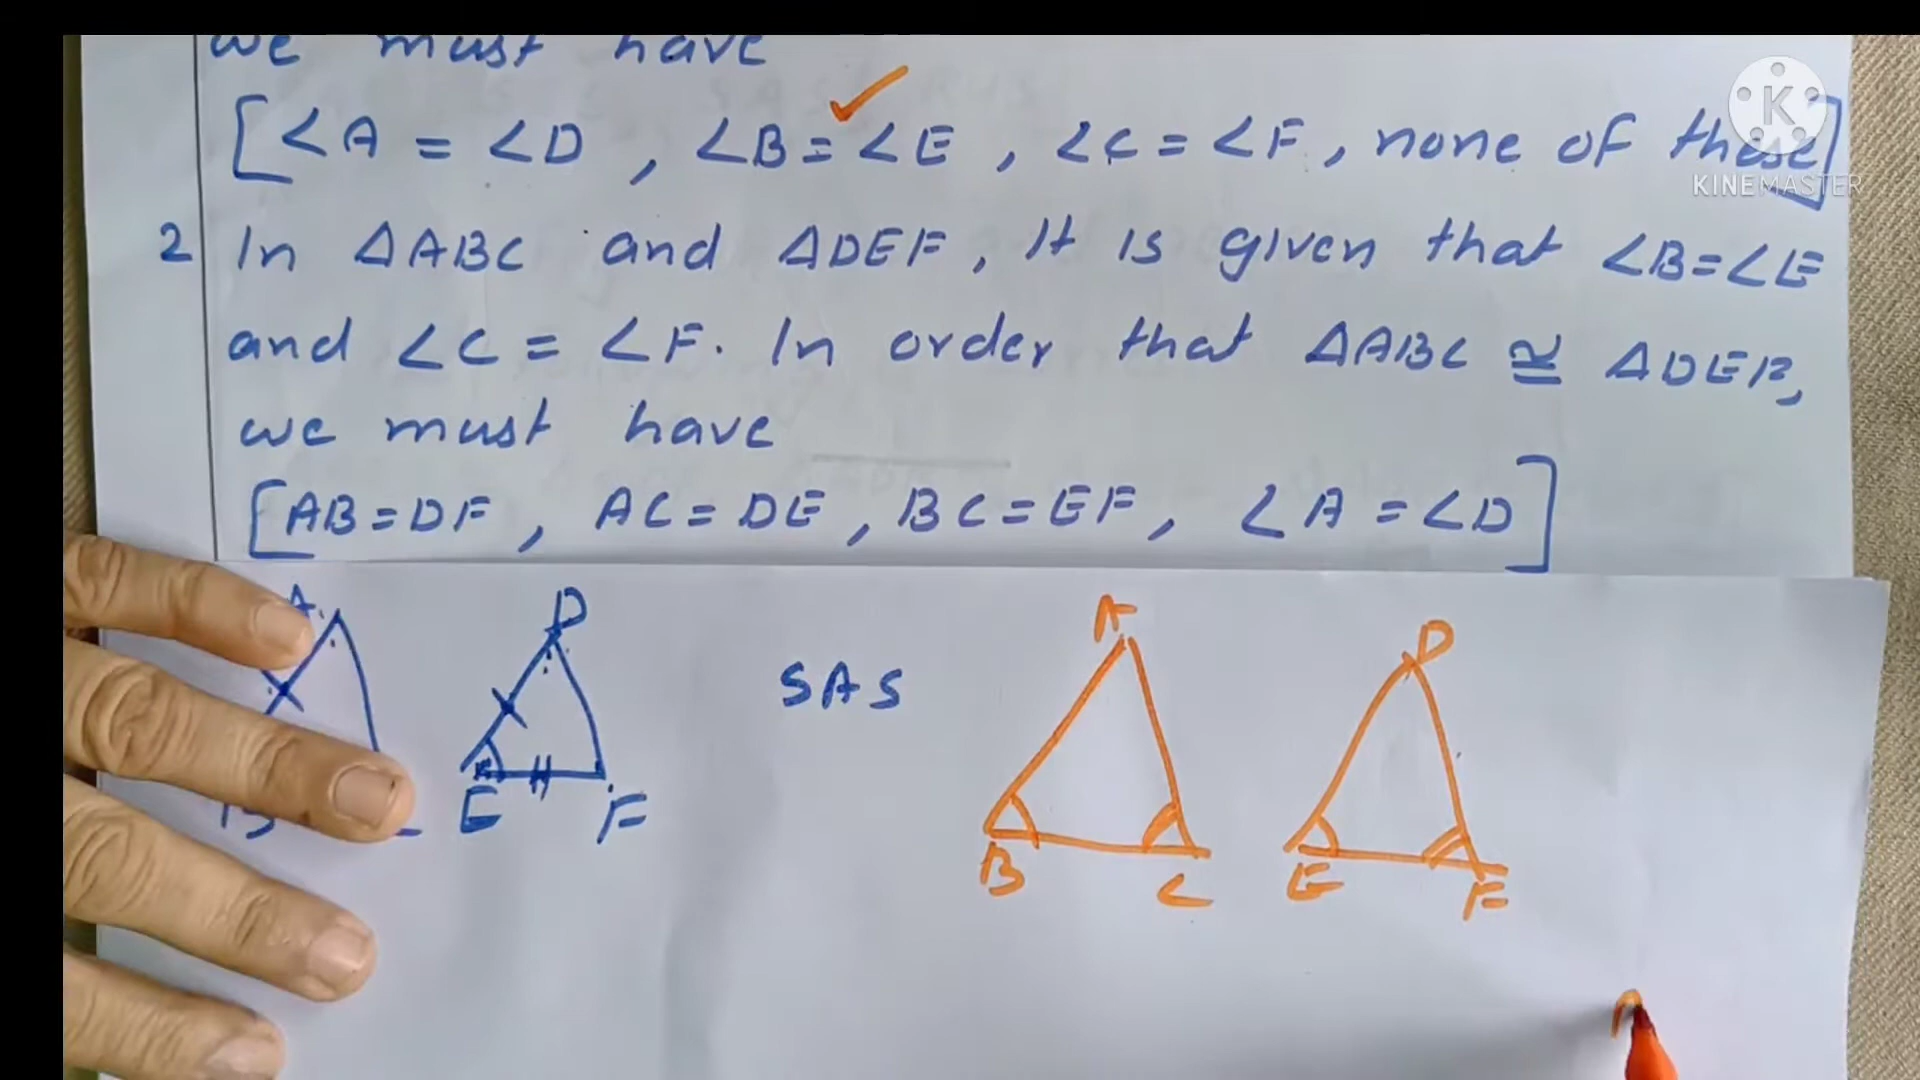 we must have
[∠A = ∠D, ∠B = ∠E, ∠C = ∠F, none of these]
K
KINEMASTER
2 In ΔABC and ΔDEF, It is given that ∠B=∠E
and ∠C = ∠F. In order that ΔABC ≅ ΔDEF,
we must have
[AB=DF, AC=DE, BC=EF, ∠A=∠D]
A D
SAS
A D
B E F
B C E F